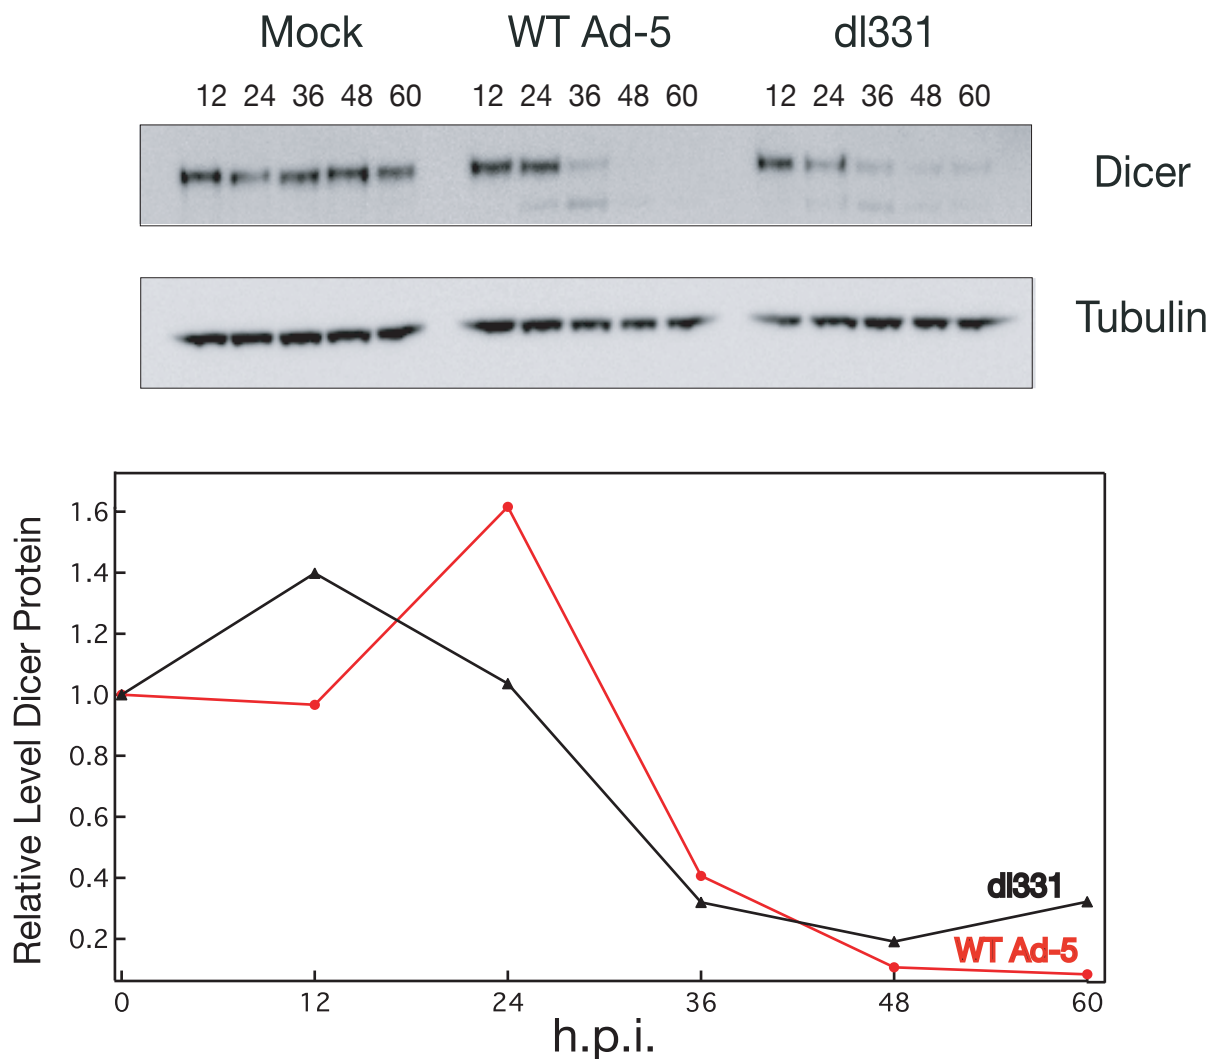 Mock WT Ad-5 dl331
12 24 36 48 60 12 24 36 48 60 12 24 36 48 60
Dicer
Tubulin
Relative Level Dicer Protein
1.6
1.4
1.2
1.0
0.8
0.6
0.4
0.2
dl331
WT Ad-5
0 12 24 36 48 60
h.p.i.